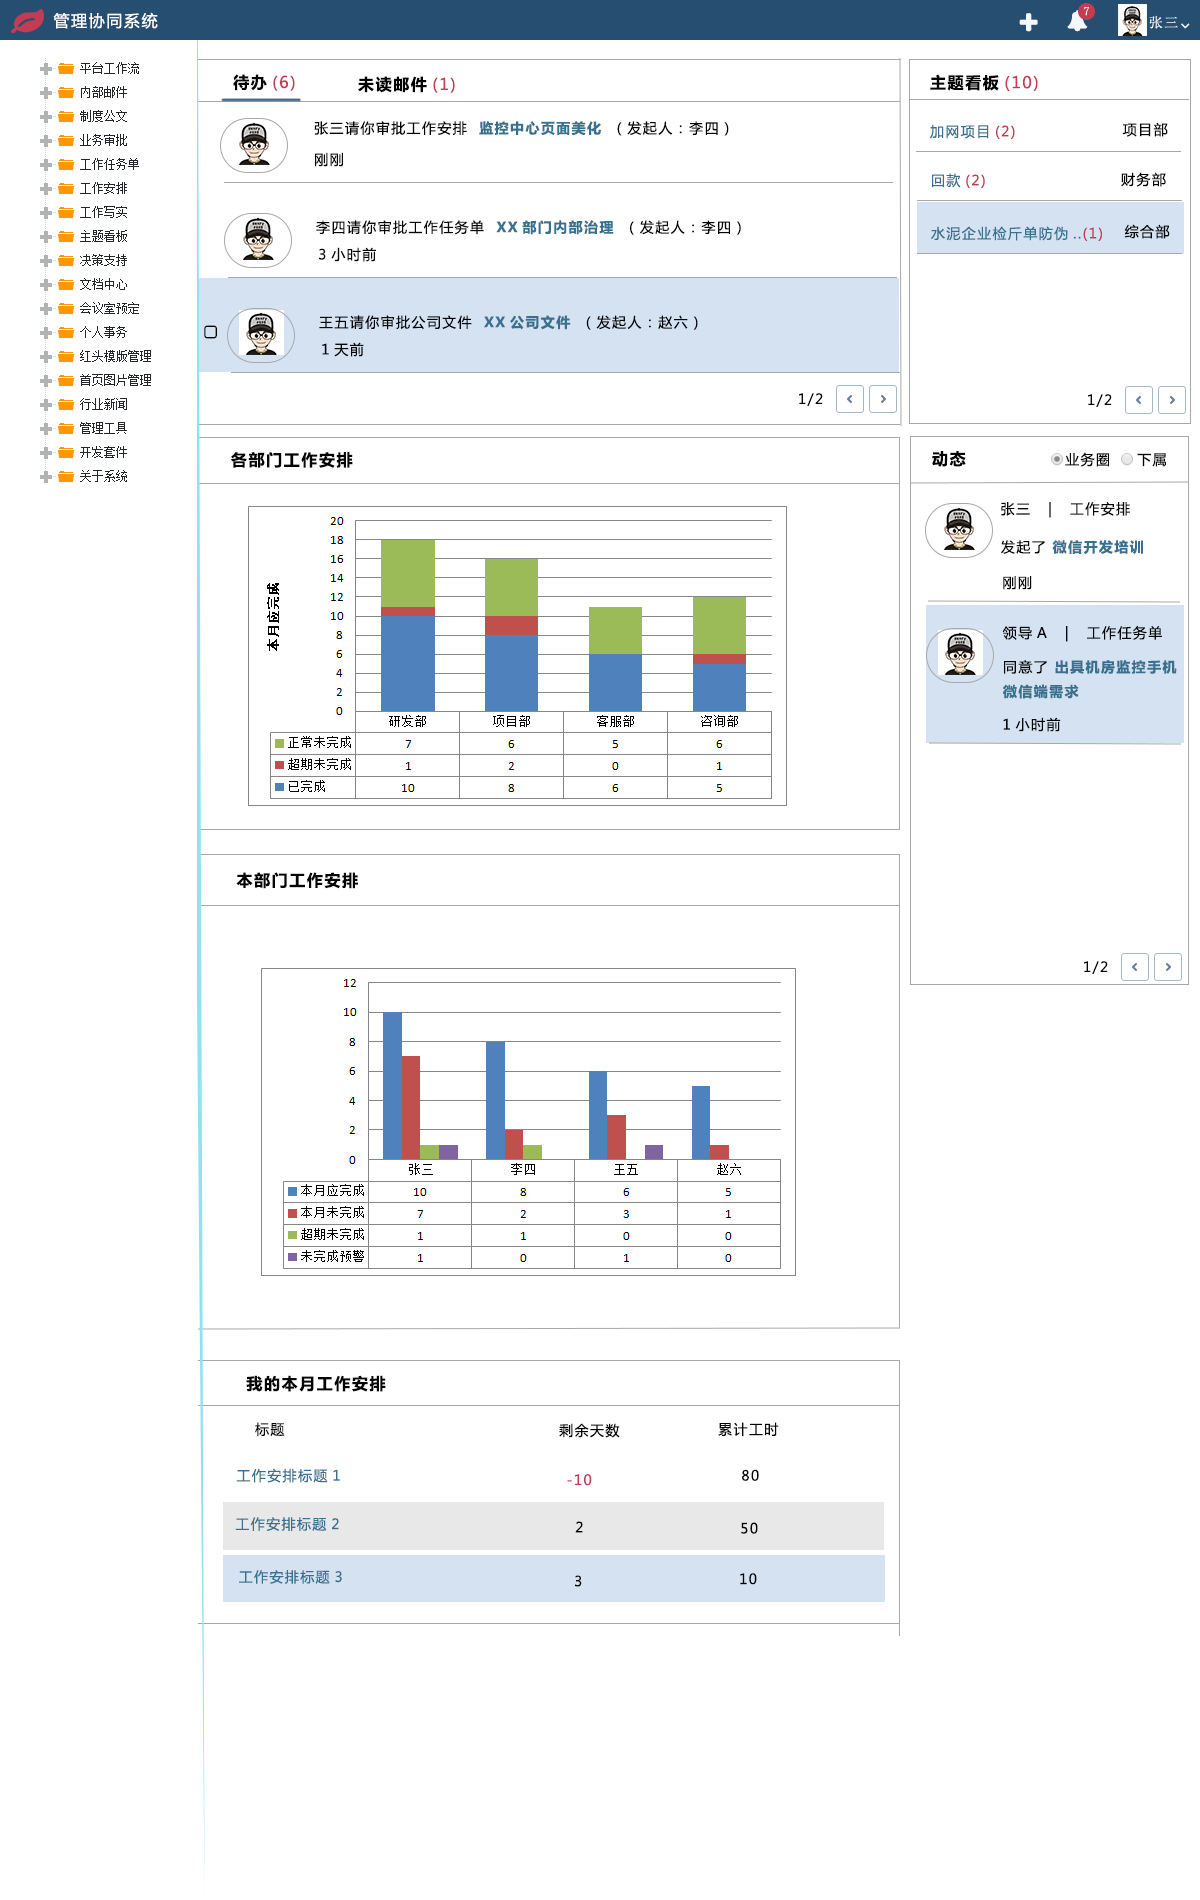 管理协同系统
7
张三
平台工作流
内部邮件
制度公文
业务审批
工作任务单
工作安排
工作写实
主题看板
决策支持
文档中心
会议室预定
个人事务
红头模版管理
首页图片管理
行业新闻
管理工具
开发套件
关于系统
待办 (6) 未读邮件 (1)
张三请你审批工作安排 监控中心页面美化 （发起人：李四）
刚刚
李四请你审批工作任务单 XX 部门内部治理 （发起人：李四）
3 小时前
王五请你审批公司文件 XX 公司文件 （发起人：赵六）
1 天前
1/2
主题看板 (10)
加网项目 (2) 项目部
回款 (2) 财务部
水泥企业检斤单防伪 ..(1) 综合部
1/2
各部门工作安排
本月应完成
20
18
16
14
12
10
8
6
4
2
0
研发部 项目部 客服部 咨询部
正常未完成 7 6 5 6
超期未完成 1 2 0 1
已完成 10 8 6 5
动态 业务圈 下属
张三 | 工作安排
发起了 微信开发培训
刚刚
领导 A | 工作任务单
同意了 出具机房监控手机
微信端需求
1 小时前
1/2
本部门工作安排
12
10
8
6
4
2
0
张三 李四 王五 赵六
本月应完成 10 8 6 5
本月未完成 7 2 3 1
超期未完成 1 1 0 0
未完成预警 1 0 1 0
我的本月工作安排
标题 剩余天数 累计工时
工作安排标题 1 -10 80
工作安排标题 2 2 50
工作安排标题 3 3 10